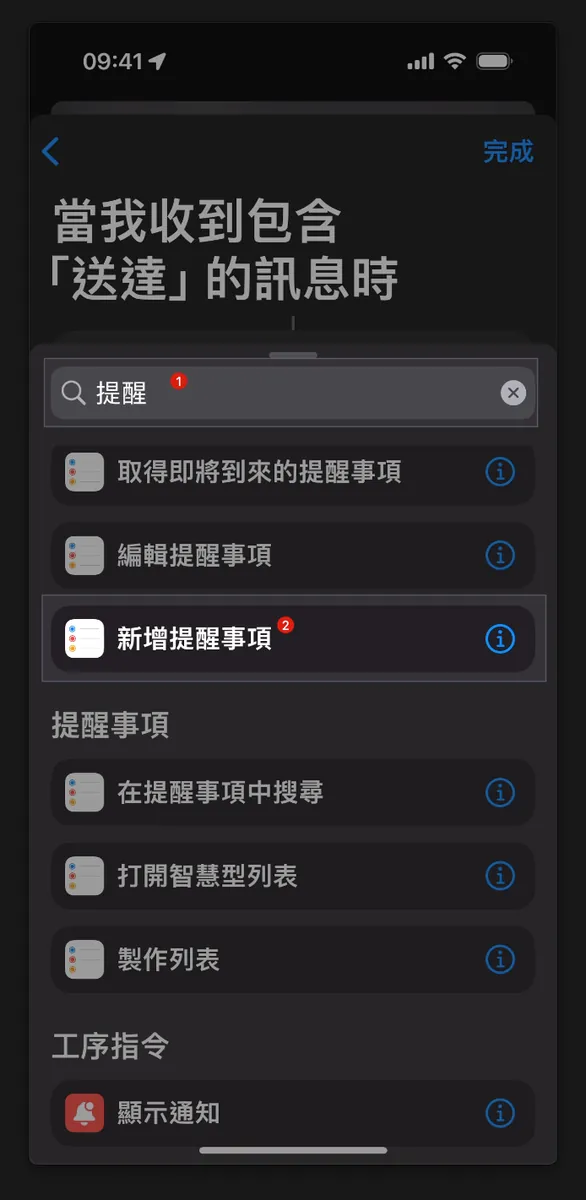 09:41
完成
當我收到包含
「送達」的訊息時
提醒 1
取得即將到來的提醒事項
編輯提醒事項
新增提醒事項 2
提醒事項
在提醒事項中搜尋
打開智慧型列表
製作列表
工序指令
顯示通知